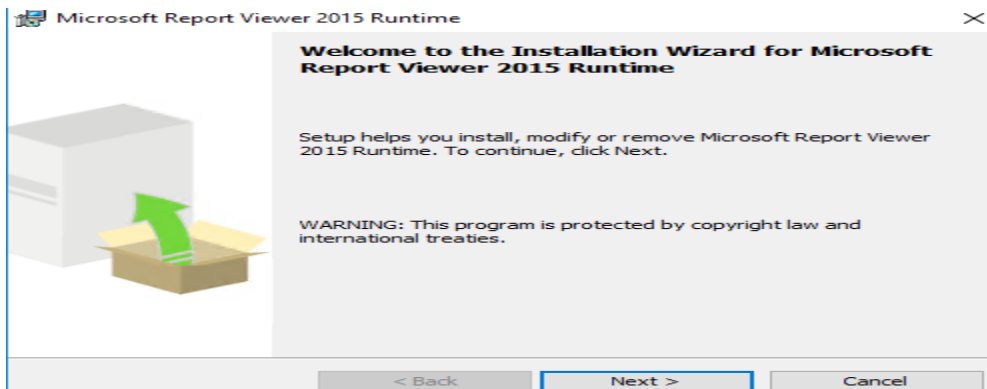 Microsoft Report Viewer 2015 Runtime
Welcome to the Installation Wizard for Microsoft
Report Viewer 2015 Runtime
Setup helps you install, modify or remove Microsoft Report Viewer
2015 Runtime. To continue, click Next.
WARNING: This program is protected by copyright law and
international treaties.
< Back
Next >
Cancel